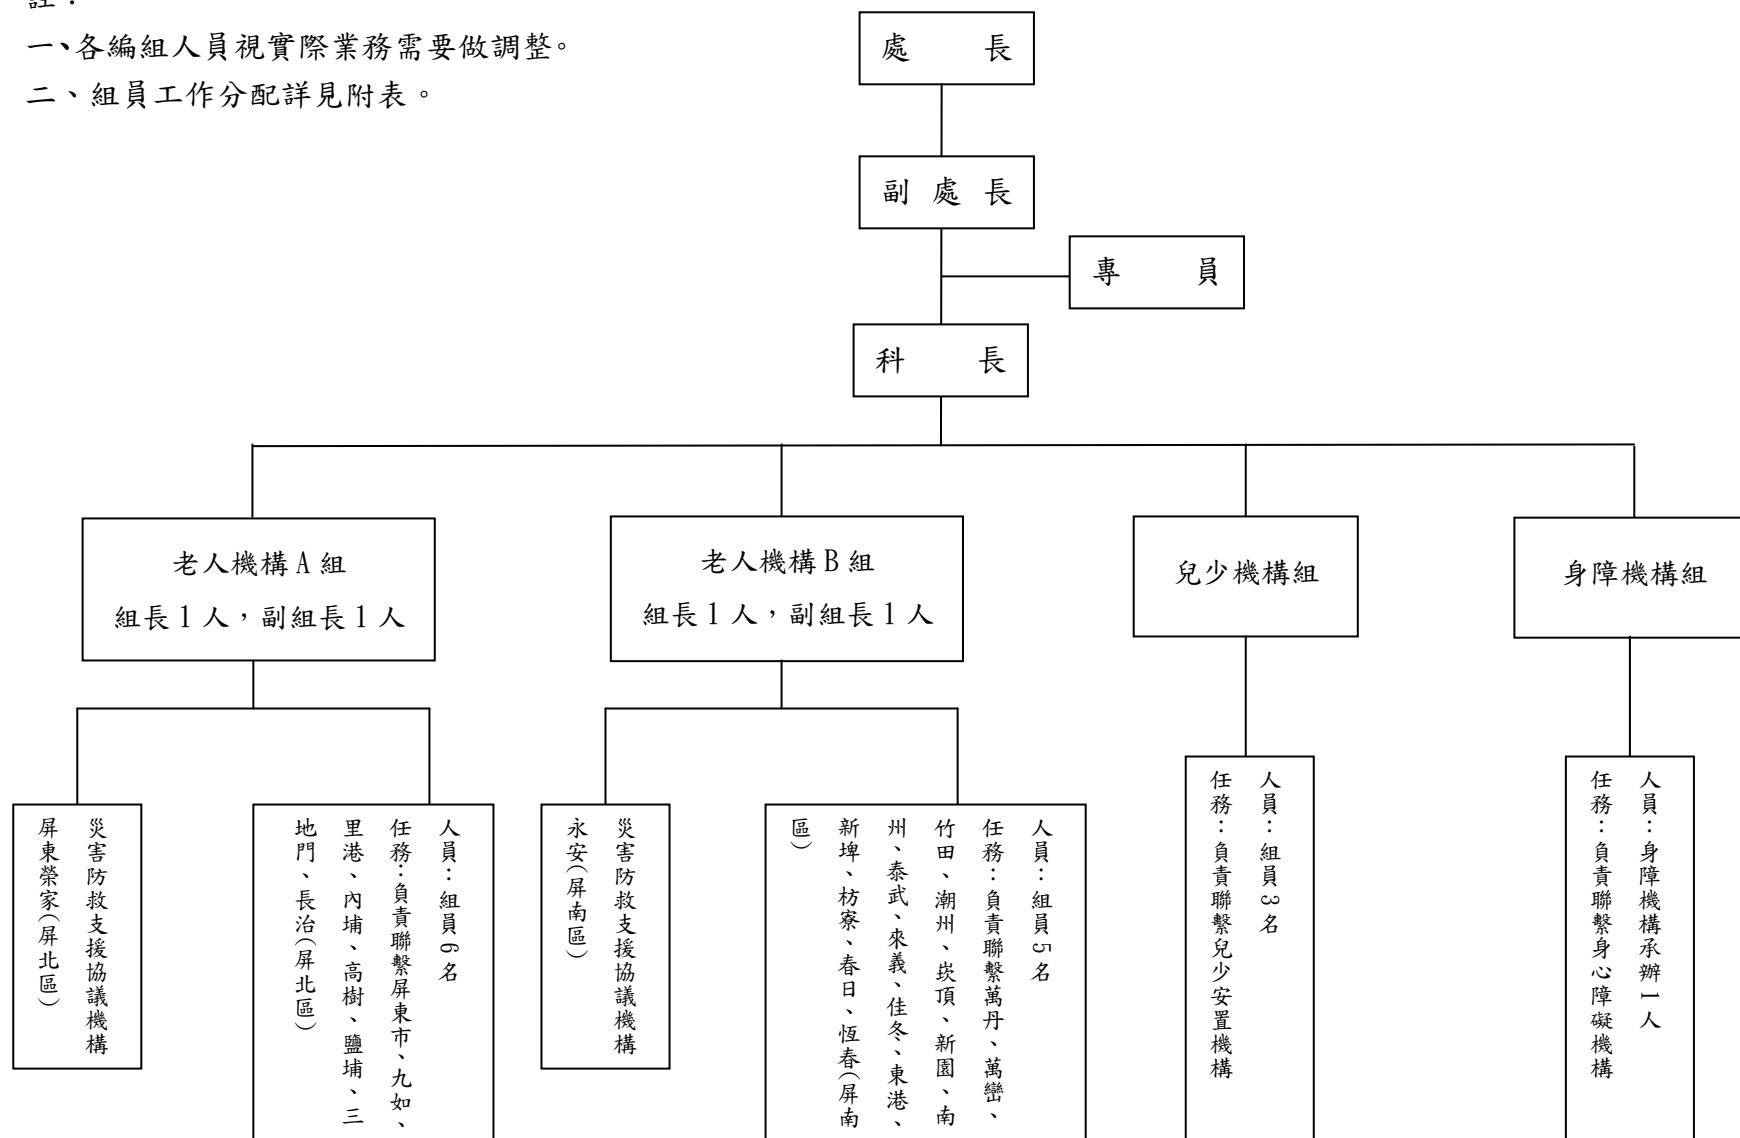 註：
一、各編組人員視實際業務需要做調整。
二、組員工作分配詳見附表。
處長
副處長
專員
科長
老人機構A組
組長1人，副組長1人
老人機構B組
組長1人，副組長1人
兒少機構組
身障機構組
災害防救支援協議機構
屏東榮家(屏北區)
人員：組員6名
任務：負責聯繫屏東市、九如、
里港、內埔、高樹、鹽埔、三
地門、長治(屏北區)
災害防救支援協議機構
永安(屏南區)
人員：組員5名
任務：負責聯繫萬丹、萬巒、
竹田、潮州、崁頂、新園、南
州、泰武、來義、佳冬、東港、
新埤、枋寮、春日、恆春(屏南
區)
人員：組員3名
任務：負責聯繫兒少安置機構
人員：身障機構承辦1人
任務：負責聯繫身心障礙機構